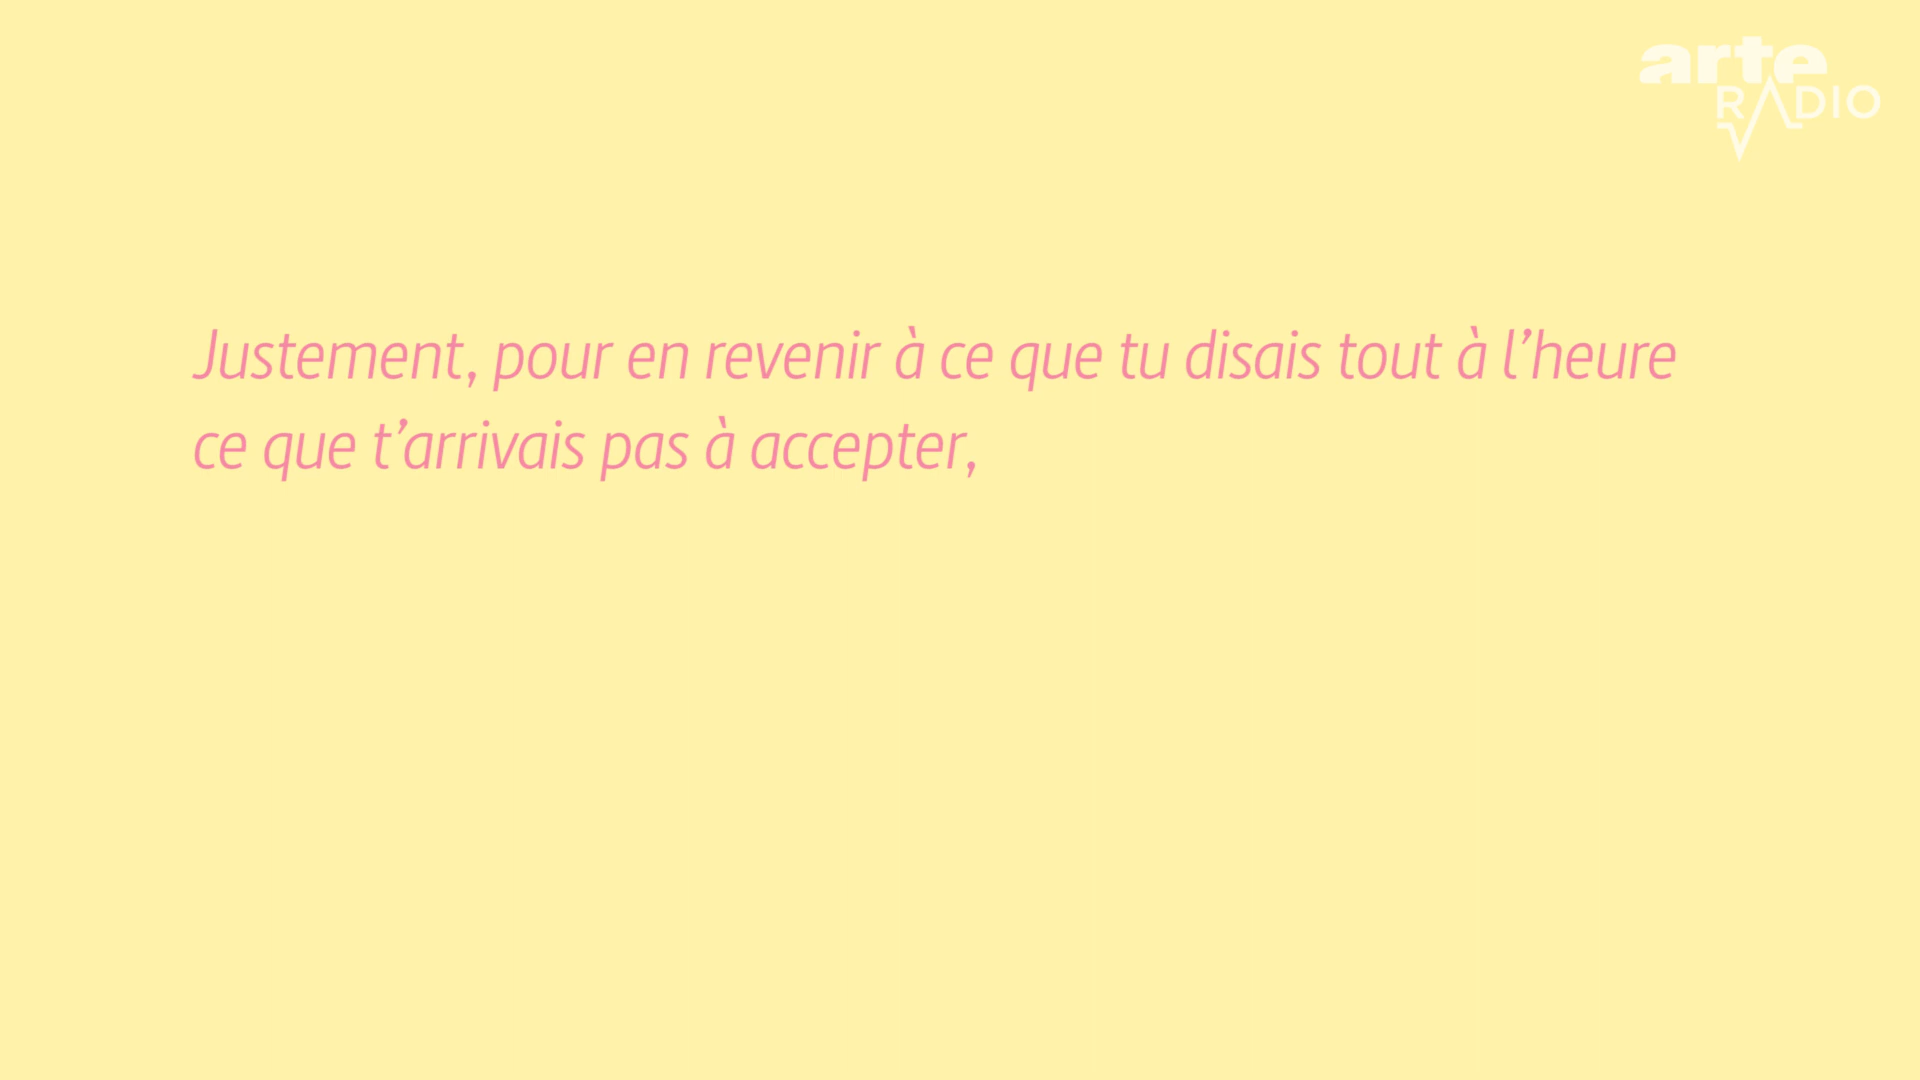 arte
RADIO
Justement, pour en revenir à ce que tu disais tout à l’heure
ce que t’arrivais pas à accepter,